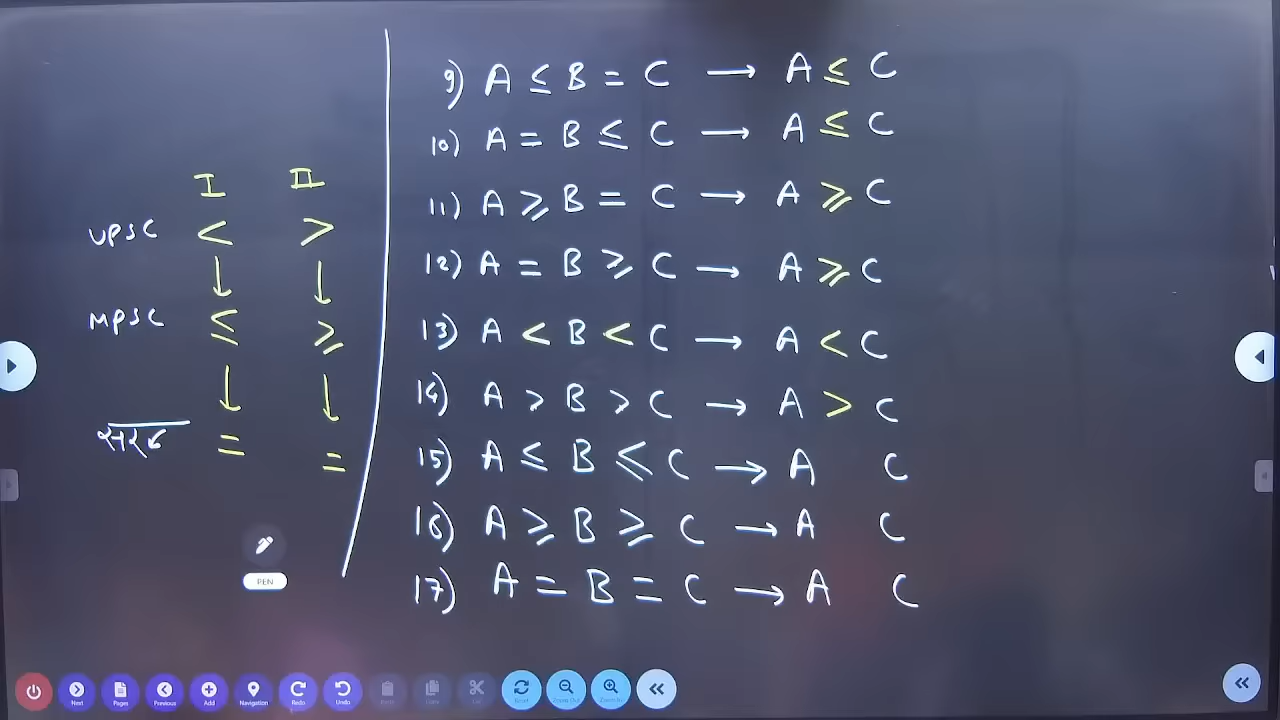 I II
UPSC < >
↓ ↓
MPSC ≤ ≥
↓ ↓
= =
9) A ≤ B = C → A ≤ C
10) A = B ≤ C → A ≤ C
11) A ≥ B = C → A ≥ C
12) A = B ≥ C → A ≥ C
13) A < B < C → A < C
14) A > B > C → A > C
15) A ≤ B ≤ C → A C
16) A ≥ B ≥ C → A C
17) A = B = C → A C
PEN
Next Pages Previous Add Navigation Redo Undo